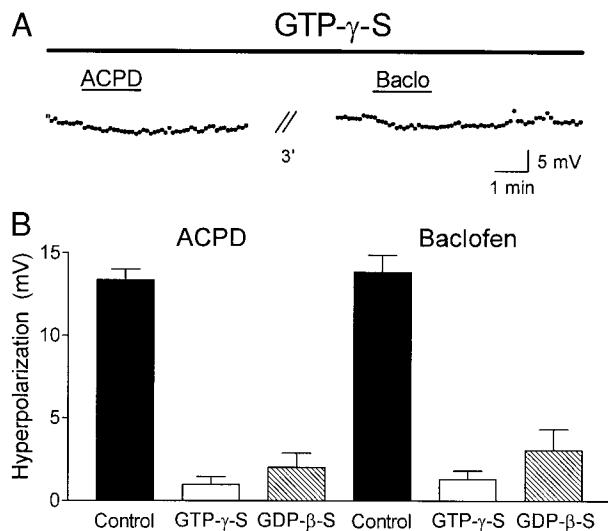 A
GTP-γ-S
ACPD
Baclo
3'
5 mV
1 min
B
ACPD
Baclofen
Hyperpolarization (mV)
15
10
5
0
Control
GTP-γ-S
GDP-β-S
Control
GTP-γ-S
GDP-β-S